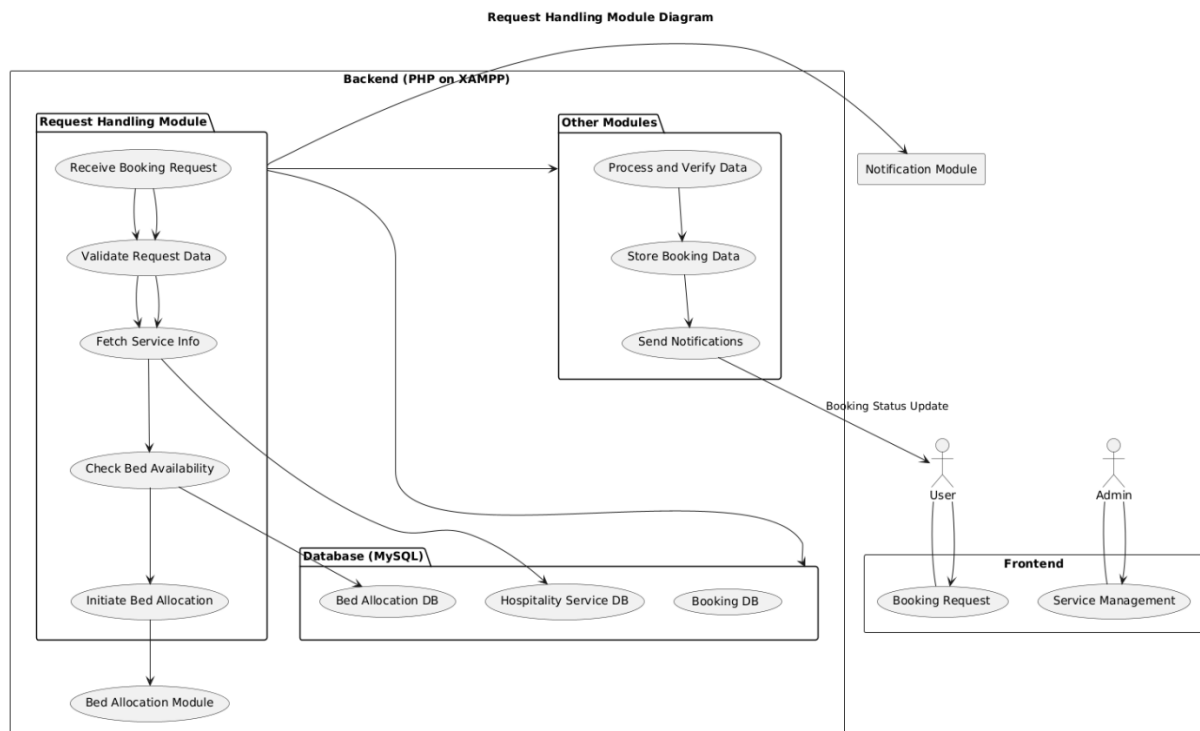 Request Handling Module Diagram
Backend (PHP on XAMPP)
Request Handling Module
Receive Booking Request
Validate Request Data
Fetch Service Info
Check Bed Availability
Initiate Bed Allocation
Bed Allocation Module
Other Modules
Process and Verify Data
Store Booking Data
Send Notifications
Notification Module
Booking Status Update
User
Admin
Database (MySQL)
Bed Allocation DB
Hospitality Service DB
Booking DB
Frontend
Booking Request
Service Management